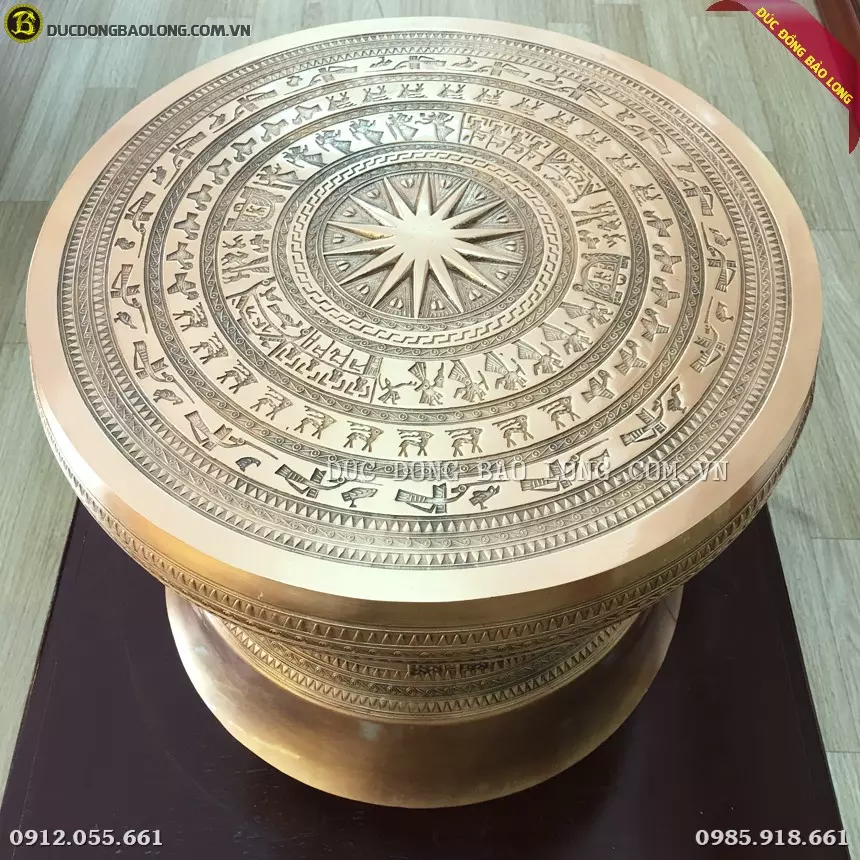 DUCDONGBAOLONG.COM.VN
ĐÚC ĐỒNG BẢO LONG
DUC DONG BAO LONG.COM.VN
0912.055.661
0985.918.661